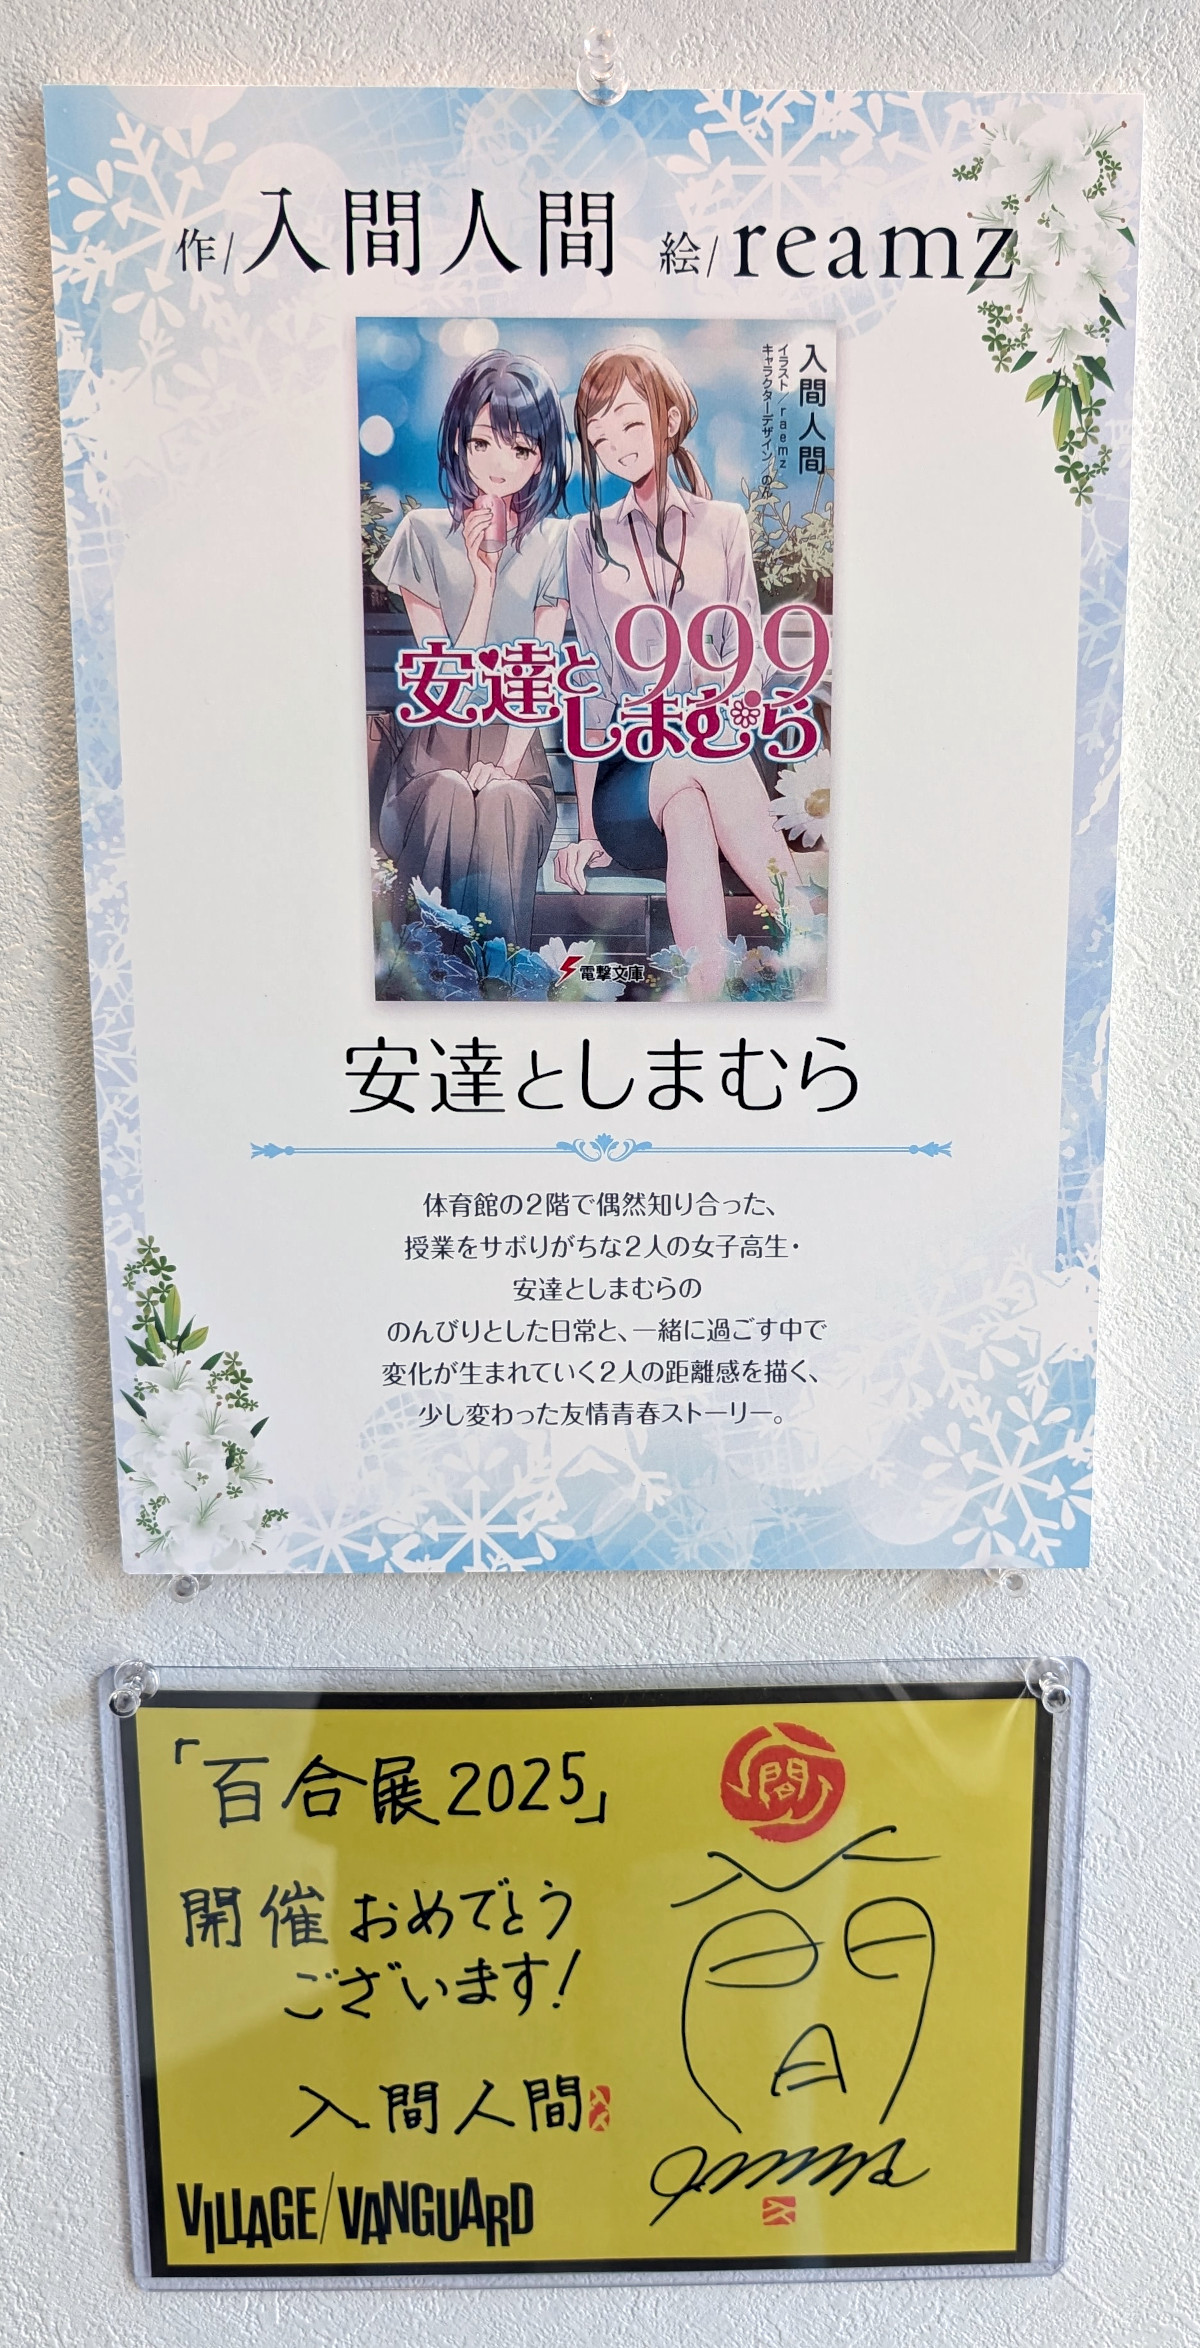 作/入間人間 絵/reamz
入間人間
イラスト/raemz
キャラクターデザイン/のん
安達と
しまむら
99.9
電撃文庫
安達としまむら
体育館の2階で偶然知り合った、
授業をサボりがちな2人の女子高生・
安達としまむらの
のんびりとした日常と、一緒に過ごす中で
変化が生まれていく2人の距離感を描く、
少し変わった友情青春ストーリー。
「百合展2025」
開催おめでとう
ございます!
入間人間
VILLAGE/VANGUARD